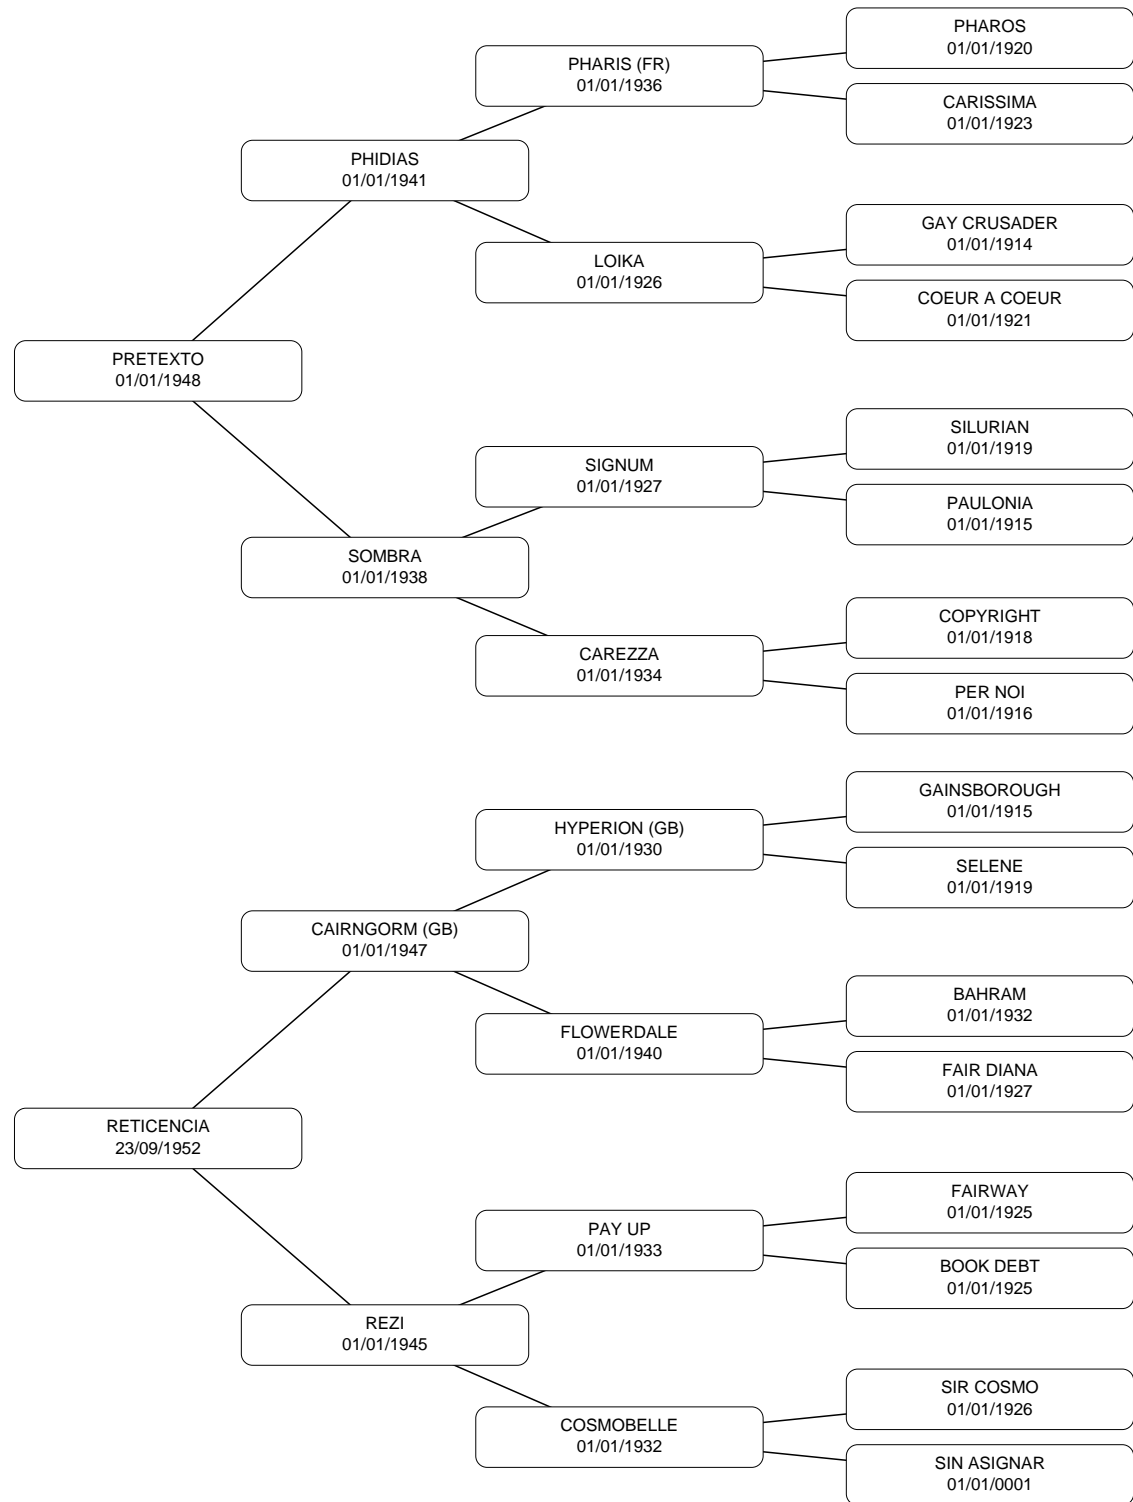 PHAROS
01/01/1920
PHARIS (FR)
01/01/1936
CARISSIMA
01/01/1923
PHIDIAS
01/01/1941
GAY CRUSADER
01/01/1914
LOIKA
01/01/1926
COEUR A COEUR
01/01/1921
PRETEXTO
01/01/1948
SILURIAN
01/01/1919
SIGNUM
01/01/1927
PAULONIA
01/01/1915
SOMBRA
01/01/1938
COPYRIGHT
01/01/1918
CAREZZA
01/01/1934
PER NOI
01/01/1916
GAINSBOROUGH
01/01/1915
HYPERION (GB)
01/01/1930
SELENE
01/01/1919
CAIRNGORM (GB)
01/01/1947
BAHRAM
01/01/1932
FLOWERDALE
01/01/1940
FAIR DIANA
01/01/1927
RETICENCIA
23/09/1952
FAIRWAY
01/01/1925
PAY UP
01/01/1933
BOOK DEBT
01/01/1925
REZI
01/01/1945
SIR COSMO
01/01/1926
COSMOBELLE
01/01/1932
SIN ASIGNAR
01/01/0001